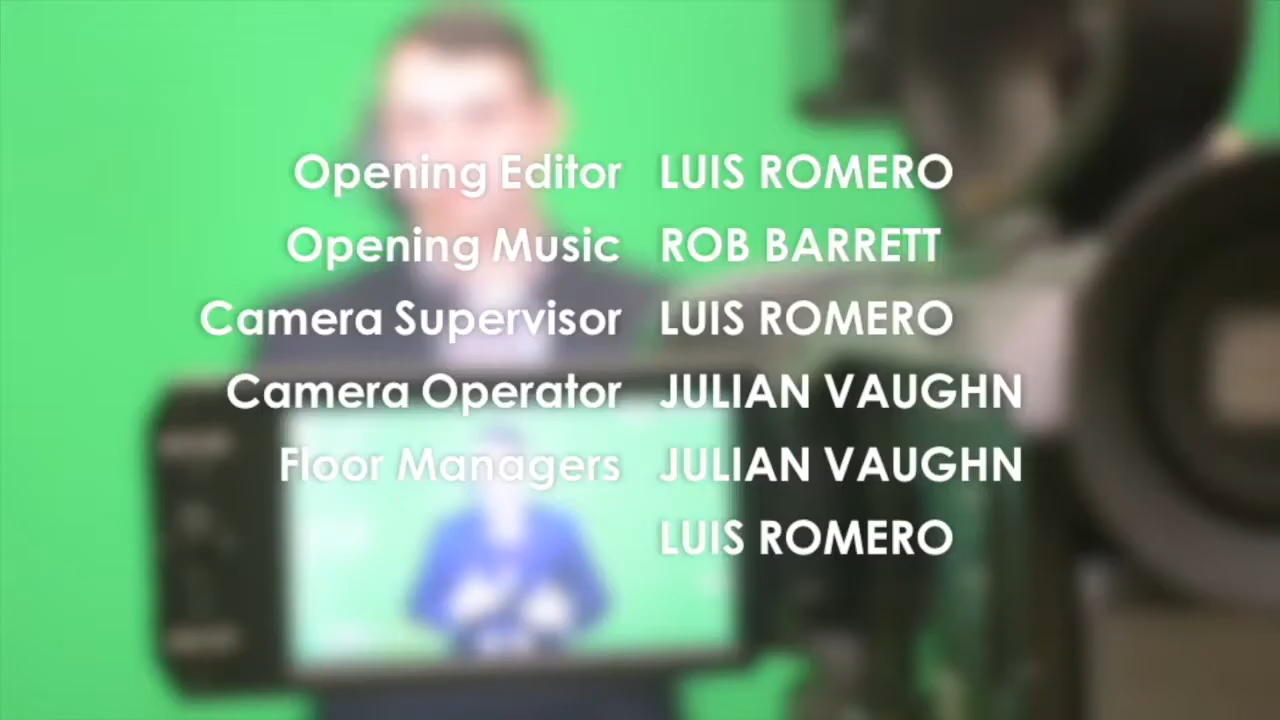 Opening Editor LUIS ROMERO
Opening Music ROB BARRETT
Camera Supervisor LUIS ROMERO
Camera Operator JULIAN VAUGHN
Floor Managers JULIAN VAUGHN
LUIS ROMERO